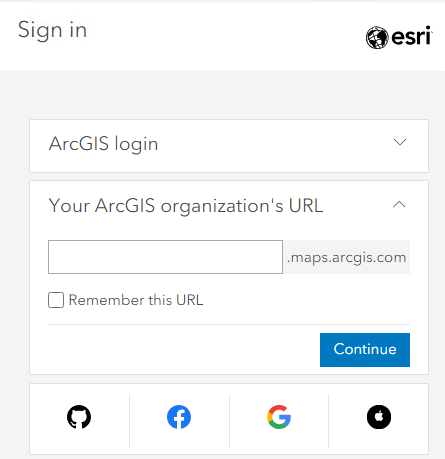 Sign in
esri
ArcGIS login
Your ArcGIS organization's URL
.maps.arcgis.com
Remember this URL
Continue